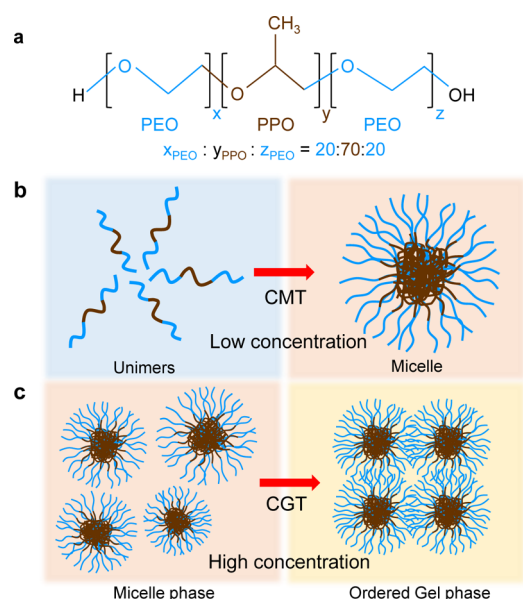 a
CH3
H
O
O
O
OH
x
y
z
PEO
PPO
PEO
xPEO : yPPO : zPEO = 20:70:20
b
CMT
Low concentration
Unimers
Micelle
c
CGT
High concentration
Micelle phase
Ordered Gel phase